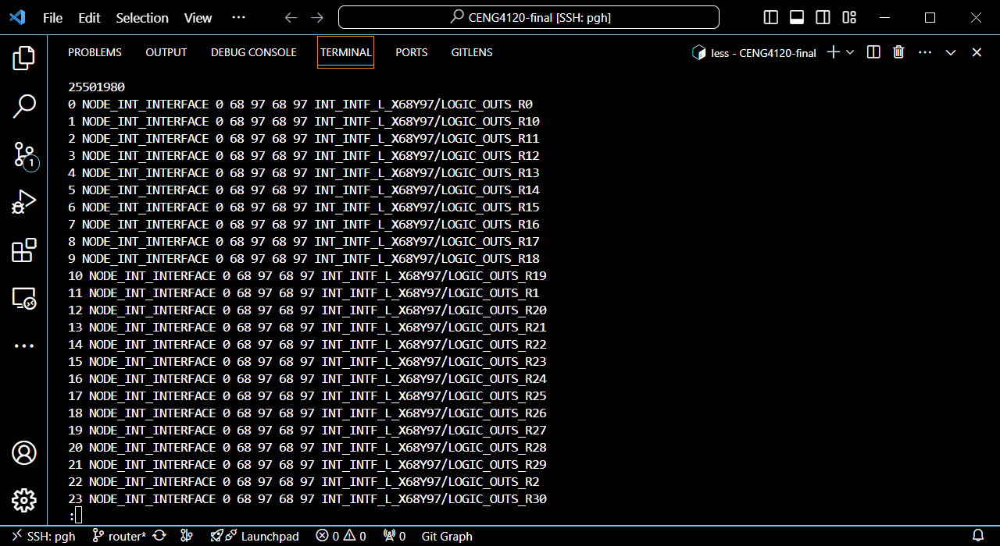 File Edit Selection View ··· CENG4120-final [SSH: pgh]
PROBLEMS OUTPUT DEBUG CONSOLE TERMINAL PORTS GITLENS less - CENG4120-final
25501980
0 NODE_INT_INTERFACE 0 68 97 68 97 INT_INTF_L_X68Y97/LOGIC_OUTS_R0
1 NODE_INT_INTERFACE 0 68 97 68 97 INT_INTF_L_X68Y97/LOGIC_OUTS_R10
2 NODE_INT_INTERFACE 0 68 97 68 97 INT_INTF_L_X68Y97/LOGIC_OUTS_R11
3 NODE_INT_INTERFACE 0 68 97 68 97 INT_INTF_L_X68Y97/LOGIC_OUTS_R12
4 NODE_INT_INTERFACE 0 68 97 68 97 INT_INTF_L_X68Y97/LOGIC_OUTS_R13
5 NODE_INT_INTERFACE 0 68 97 68 97 INT_INTF_L_X68Y97/LOGIC_OUTS_R14
6 NODE_INT_INTERFACE 0 68 97 68 97 INT_INTF_L_X68Y97/LOGIC_OUTS_R15
7 NODE_INT_INTERFACE 0 68 97 68 97 INT_INTF_L_X68Y97/LOGIC_OUTS_R16
8 NODE_INT_INTERFACE 0 68 97 68 97 INT_INTF_L_X68Y97/LOGIC_OUTS_R17
9 NODE_INT_INTERFACE 0 68 97 68 97 INT_INTF_L_X68Y97/LOGIC_OUTS_R18
10 NODE_INT_INTERFACE 0 68 97 68 97 INT_INTF_L_X68Y97/LOGIC_OUTS_R19
11 NODE_INT_INTERFACE 0 68 97 68 97 INT_INTF_L_X68Y97/LOGIC_OUTS_R1
12 NODE_INT_INTERFACE 0 68 97 68 97 INT_INTF_L_X68Y97/LOGIC_OUTS_R20
13 NODE_INT_INTERFACE 0 68 97 68 97 INT_INTF_L_X68Y97/LOGIC_OUTS_R21
14 NODE_INT_INTERFACE 0 68 97 68 97 INT_INTF_L_X68Y97/LOGIC_OUTS_R22
15 NODE_INT_INTERFACE 0 68 97 68 97 INT_INTF_L_X68Y97/LOGIC_OUTS_R23
16 NODE_INT_INTERFACE 0 68 97 68 97 INT_INTF_L_X68Y97/LOGIC_OUTS_R24
17 NODE_INT_INTERFACE 0 68 97 68 97 INT_INTF_L_X68Y97/LOGIC_OUTS_R25
18 NODE_INT_INTERFACE 0 68 97 68 97 INT_INTF_L_X68Y97/LOGIC_OUTS_R26
19 NODE_INT_INTERFACE 0 68 97 68 97 INT_INTF_L_X68Y97/LOGIC_OUTS_R27
20 NODE_INT_INTERFACE 0 68 97 68 97 INT_INTF_L_X68Y97/LOGIC_OUTS_R28
21 NODE_INT_INTERFACE 0 68 97 68 97 INT_INTF_L_X68Y97/LOGIC_OUTS_R29
22 NODE_INT_INTERFACE 0 68 97 68 97 INT_INTF_L_X68Y97/LOGIC_OUTS_R2
23 NODE_INT_INTERFACE 0 68 97 68 97 INT_INTF_L_X68Y97/LOGIC_OUTS_R30
:
1
SSH: pgh router* Launchpad 0 0 0 Git Graph